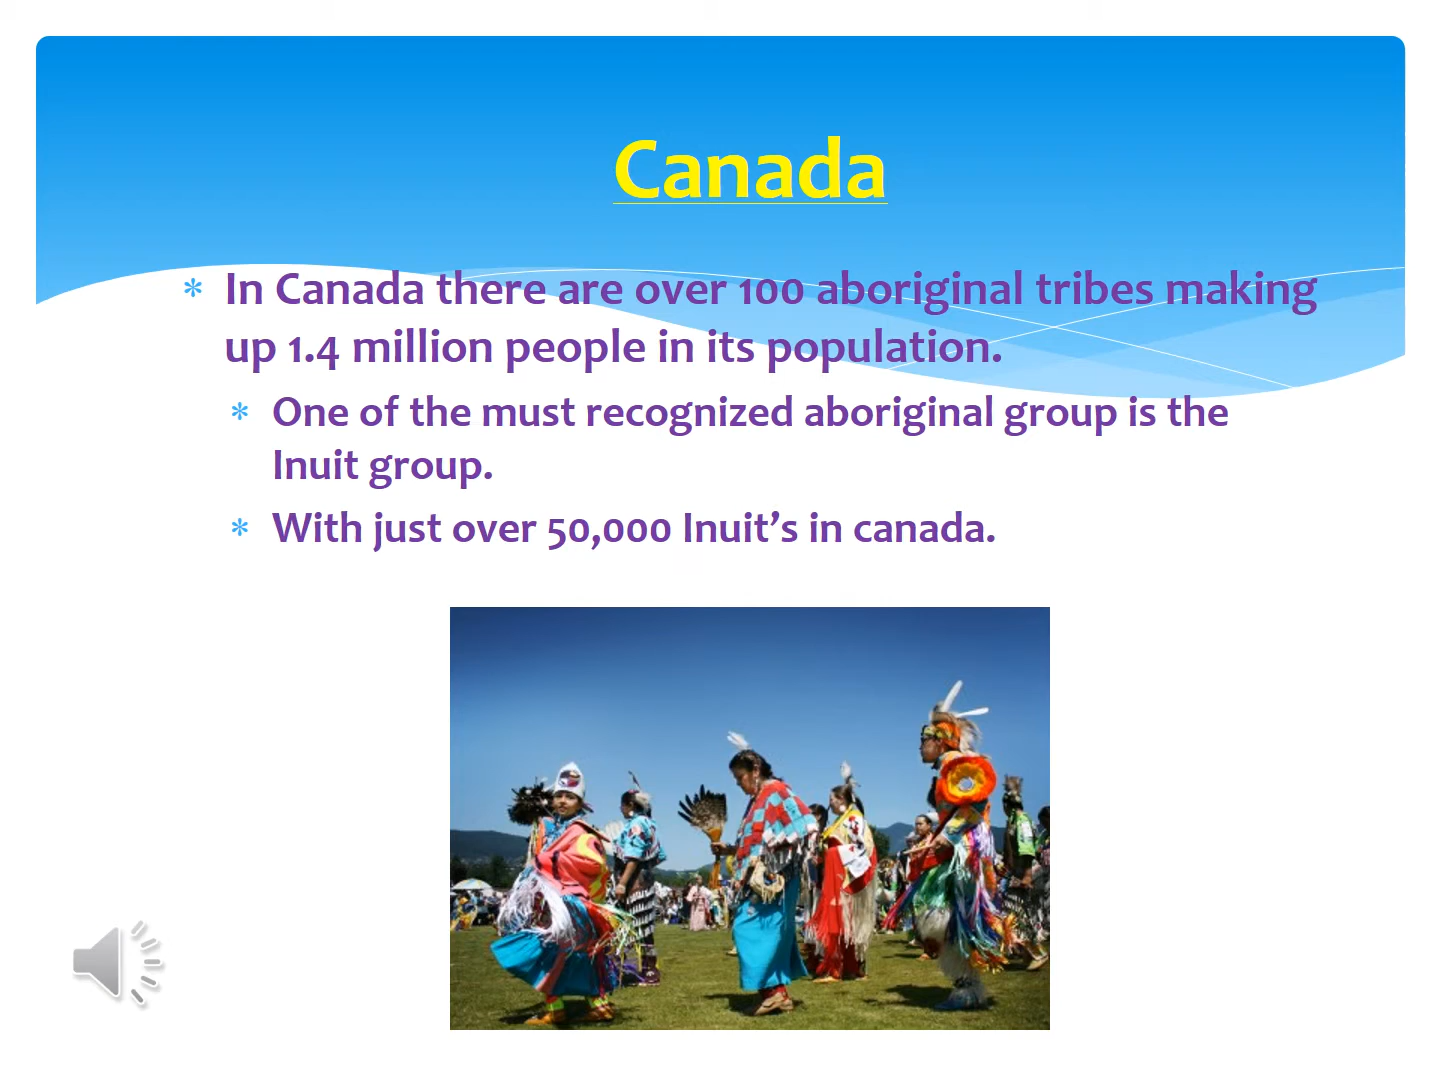 Canada
* In Canada there are over 100 aboriginal tribes making
up 1.4 million people in its population.
* One of the must recognized aboriginal group is the
Inuit group.
* With just over 50,000 Inuit’s in canada.